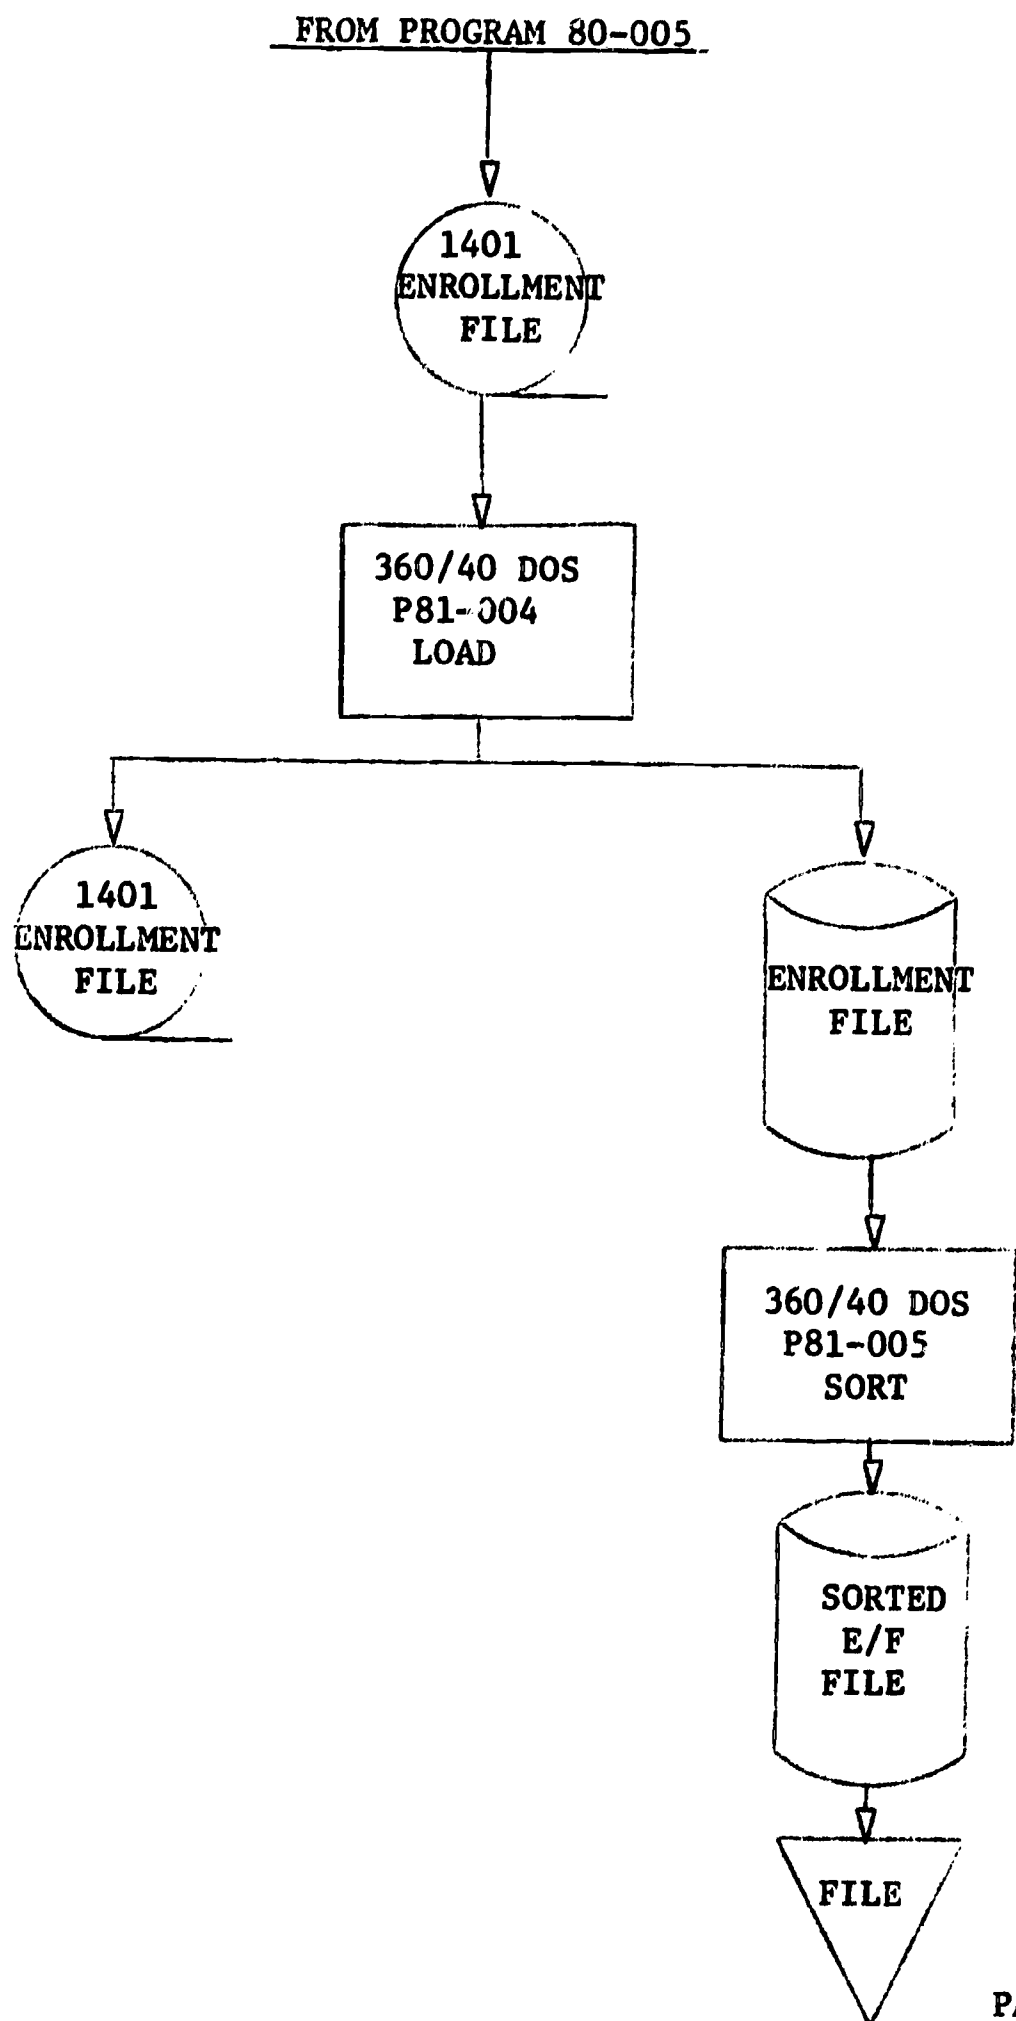 FROM PROGRAM 80-005
1401
ENROLLMENT
FILE
360/40 DOS
P81-004
LOAD
1401
ENROLLMENT
FILE
ENROLLMENT
FILE
360/40 DOS
P81-005
SORT
SORTED
E/F
FILE
FILE